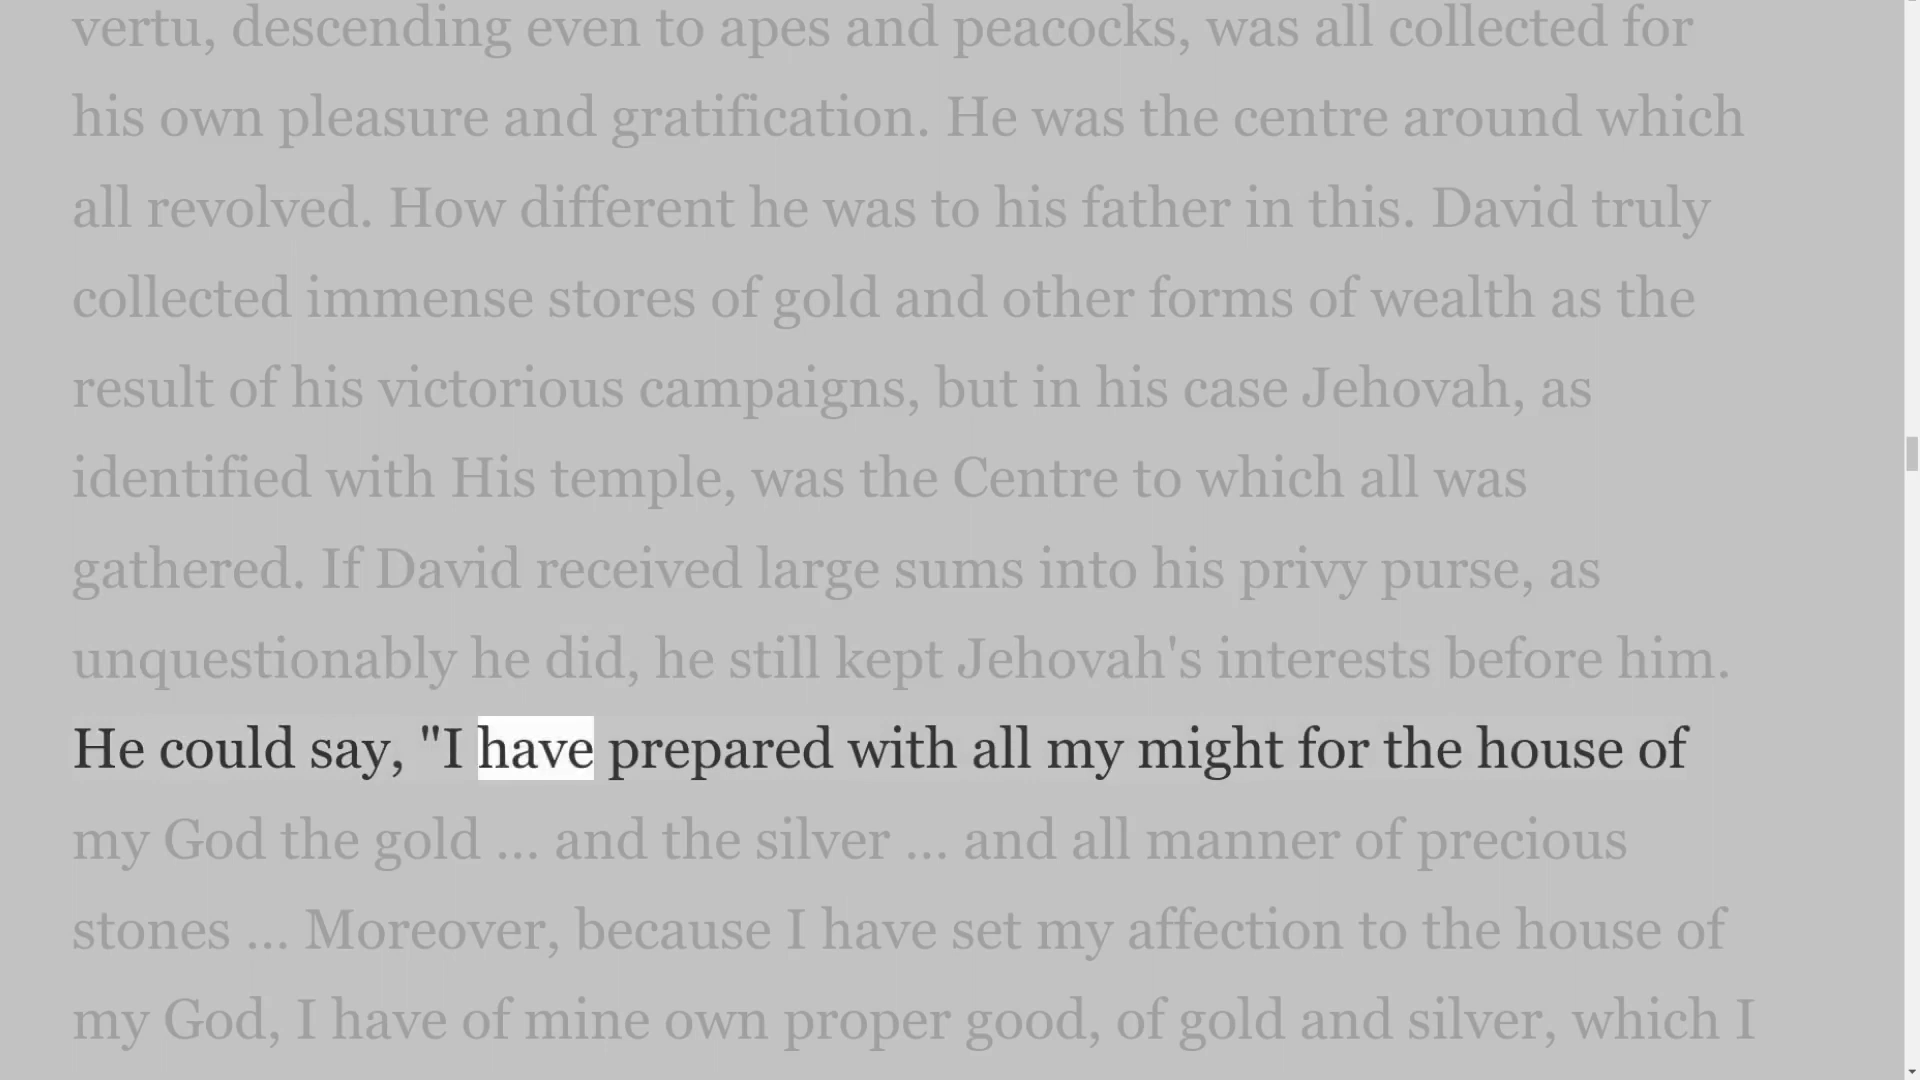 vertu, descending even to apes and peacocks, was all collected for
his own pleasure and gratification. He was the centre around which
all revolved. How different he was to his father in this. David truly
collected immense stores of gold and other forms of wealth as the
result of his victorious campaigns, but in his case Jehovah, as
identified with His temple, was the Centre to which all was
gathered. If David received large sums into his privy purse, as
unquestionably he did, he still kept Jehovah's interests before him.
He could say, "I have prepared with all my might for the house of
my God the gold ... and the silver ... and all manner of precious
stones ... Moreover, because I have set my affection to the house of
my God, I have of mine own proper good, of gold and silver, which I